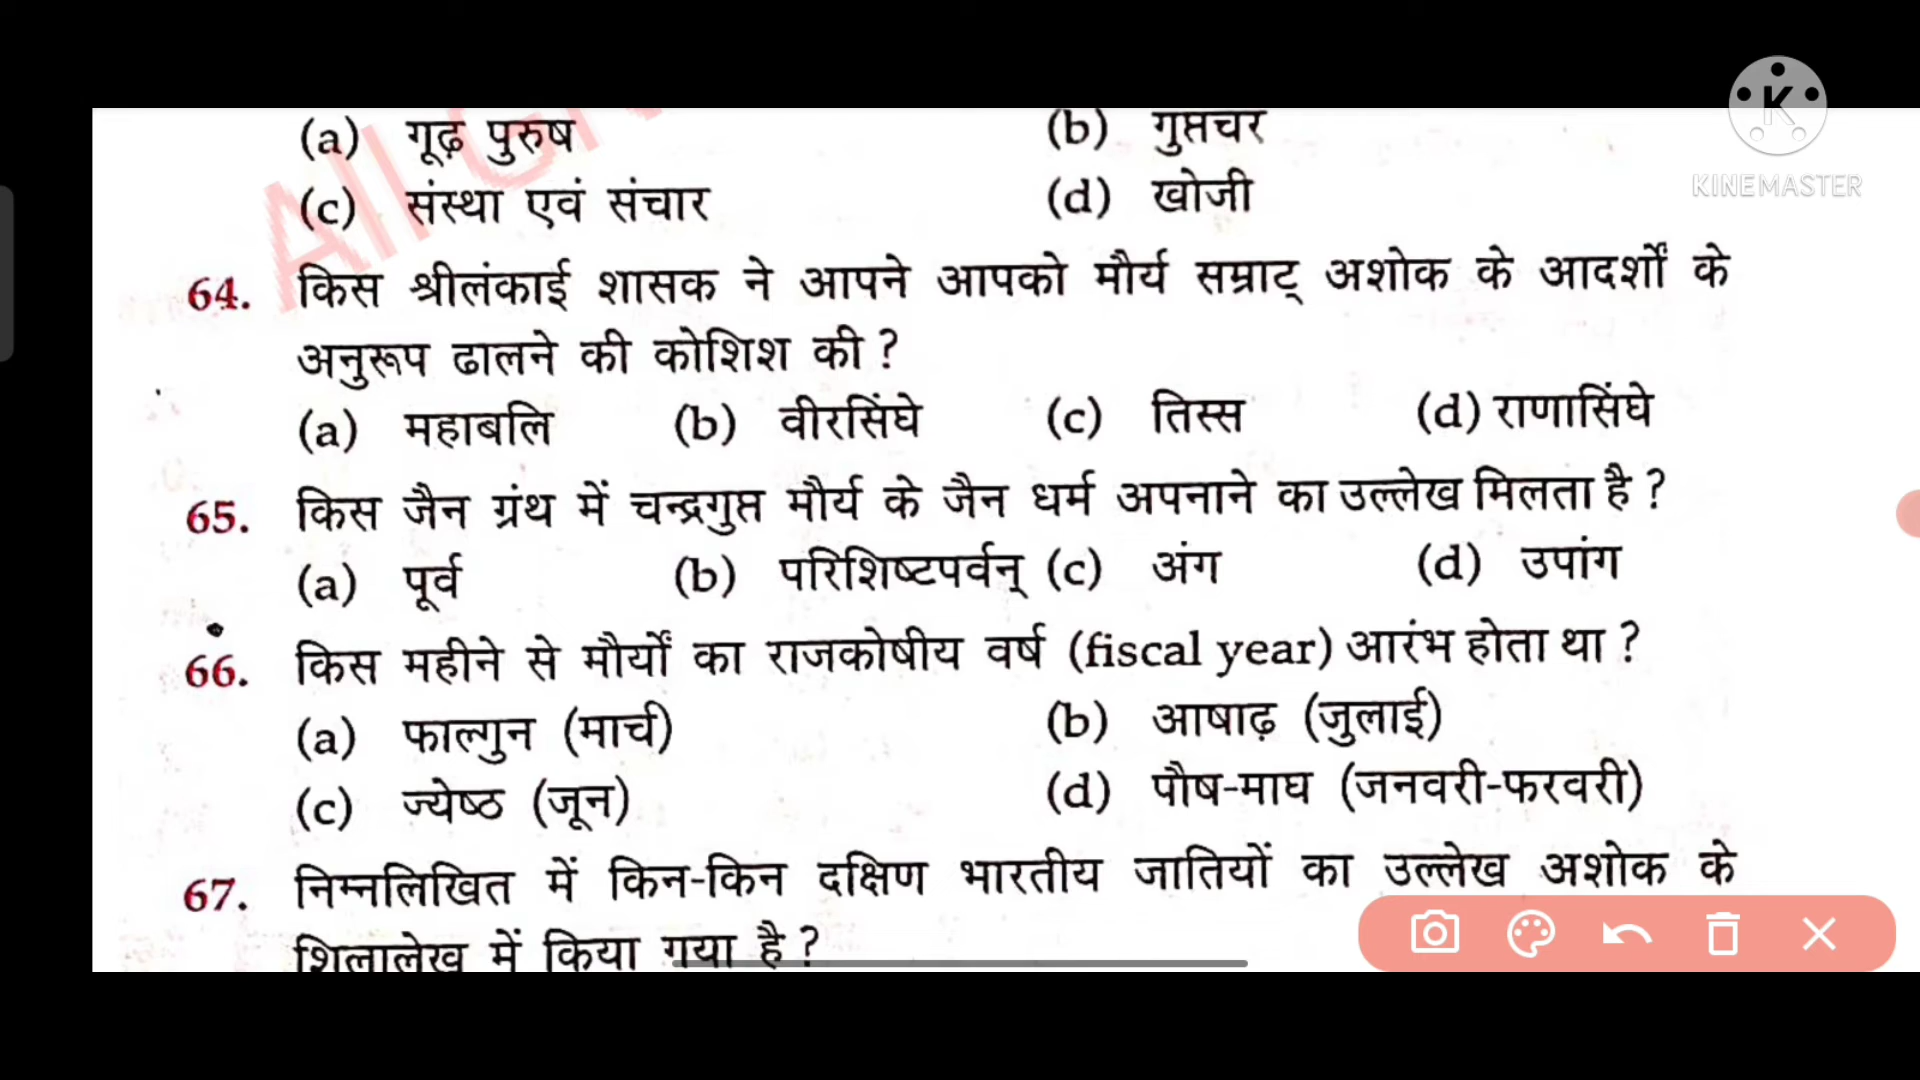 (a) गूढ़ पुरुष (b) गुप्तचर
(c) संस्था एवं संचार (d) खोजी
KINEMASTER
64. किस श्रीलंकाई शासक ने आपने आपको मौर्य सम्राट् अशोक के आदर्शों के
अनुरूप ढालने की कोशिश की ?
(a) महाबलि (b) वीरसिंघे (c) तिस्स (d) राणासिंघे
65. किस जैन ग्रंथ में चन्द्रगुप्त मौर्य के जैन धर्म अपनाने का उल्लेख मिलता है ?
(a) पूर्व (b) परिशिष्टपर्वन् (c) अंग (d) उपांग
66. किस महीने से मौर्यों का राजकोषीय वर्ष (fiscal year) आरंभ होता था ?
(a) फाल्गुन (मार्च) (b) आषाढ़ (जुलाई)
(c) ज्येष्ठ (जून) (d) पौष-माघ (जनवरी-फरवरी)
67. निम्नलिखित में किन-किन दक्षिण भारतीय जातियों का उल्लेख अशोक के
शिलालेख में किया गया है ?